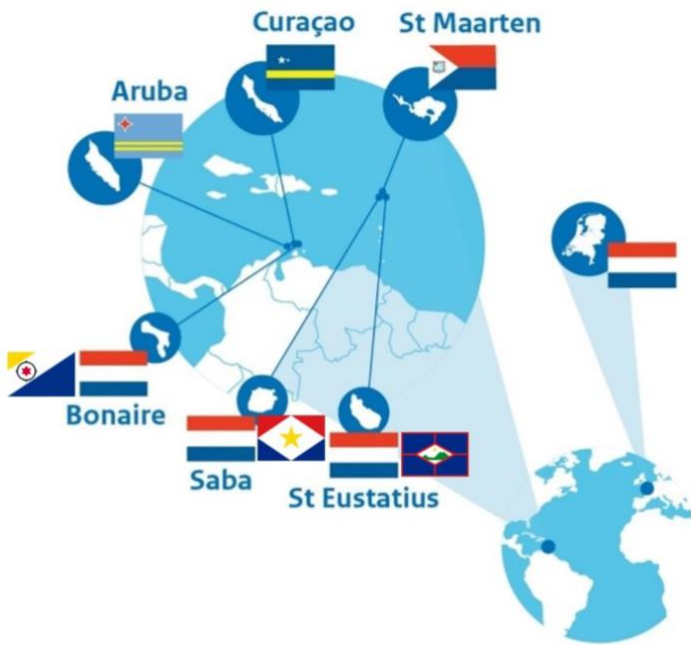 Curaçao
St Maarten
Aruba
Bonaire
Saba
St Eustatius